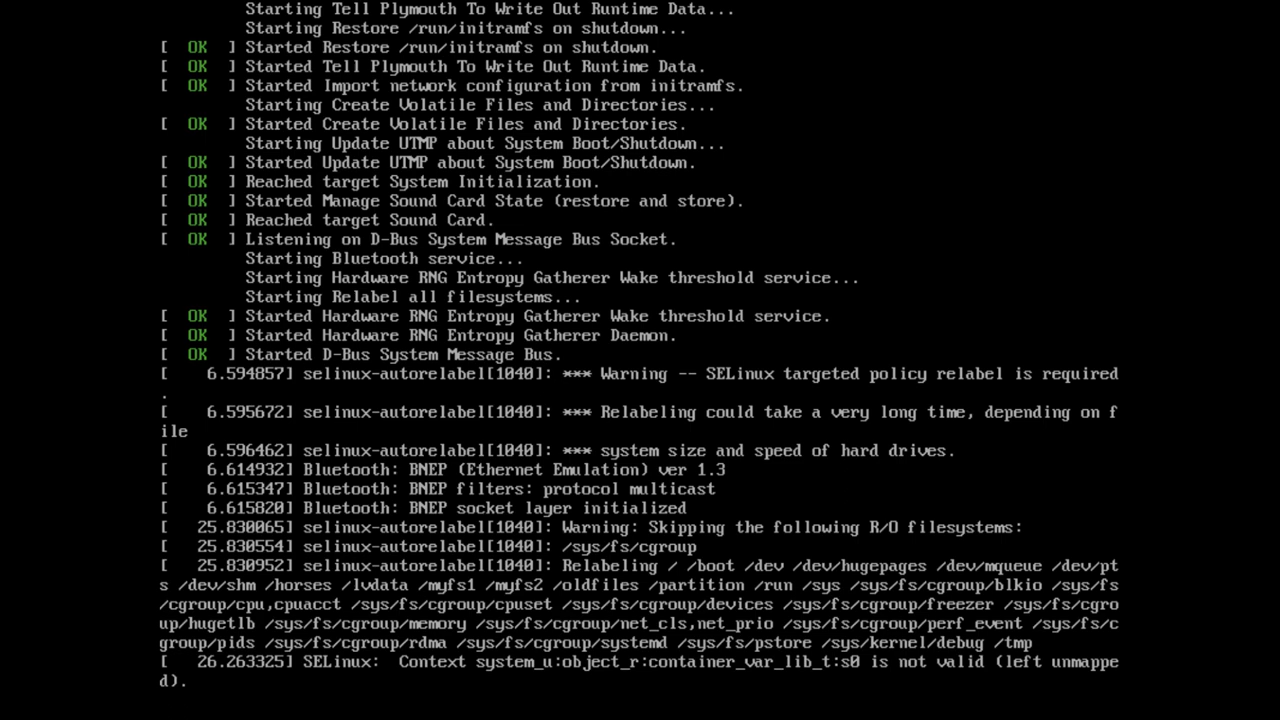 Starting Tell Plymouth To Write Out Runtime Data...
Starting Restore /run/initramfs on shutdown...
[  OK  ] Started Restore /run/initramfs on shutdown.
[  OK  ] Started Tell Plymouth To Write Out Runtime Data.
[  OK  ] Started Import network configuration from initramfs.
Starting Create Volatile Files and Directories...
[  OK  ] Started Create Volatile Files and Directories.
Starting Update UTMP about System Boot/Shutdown...
[  OK  ] Started Update UTMP about System Boot/Shutdown.
[  OK  ] Reached target System Initialization.
[  OK  ] Started Manage Sound Card State (restore and store).
[  OK  ] Reached target Sound Card.
[  OK  ] Listening on D-Bus System Message Bus Socket.
Starting Bluetooth service...
Starting Hardware RNG Entropy Gatherer Wake threshold service...
Starting Relabel all filesystems...
[  OK  ] Started Hardware RNG Entropy Gatherer Wake threshold service.
[  OK  ] Started Hardware RNG Entropy Gatherer Daemon.
[  OK  ] Started D-Bus System Message Bus.
[    6.594857] selinux-autorelabel[1040]: *** Warning -- SELinux targeted policy relabel is required
.
[    6.595672] selinux-autorelabel[1040]: *** Relabeling could take a very long time, depending on f
ile
[    6.596462] selinux-autorelabel[1040]: *** system size and speed of hard drives.
[    6.614932] Bluetooth: BNEP (Ethernet Emulation) ver 1.3
[    6.615347] Bluetooth: BNEP filters: protocol multicast
[    6.615820] Bluetooth: BNEP socket layer initialized
[   25.830065] selinux-autorelabel[1040]: Warning: Skipping the following R/O filesystems:
[   25.830554] selinux-autorelabel[1040]: /sys/fs/cgroup
[   25.830952] selinux-autorelabel[1040]: Relabeling / /boot /dev /dev/hugepages /dev/mqueue /dev/pt
s /dev/shm /horses /lvdata /myfs1 /myfs2 /oldfiles /partition /run /sys /sys/fs/cgroup/blkio /sys/fs
/cgroup/cpu,cpuacct /sys/fs/cgroup/cpuset /sys/fs/cgroup/devices /sys/fs/cgroup/freezer /sys/fs/cgro
up/hugetlb /sys/fs/cgroup/memory /sys/fs/cgroup/net_cls,net_prio /sys/fs/cgroup/perf_event /sys/fs/c
group/pids /sys/fs/cgroup/rdma /sys/fs/cgroup/systemd /sys/fs/pstore /sys/kernel/debug /tmp
[   26.263325] SELinux:  Context system_u:object_r:container_var_lib_t:s0 is not valid (left unmappe
d).